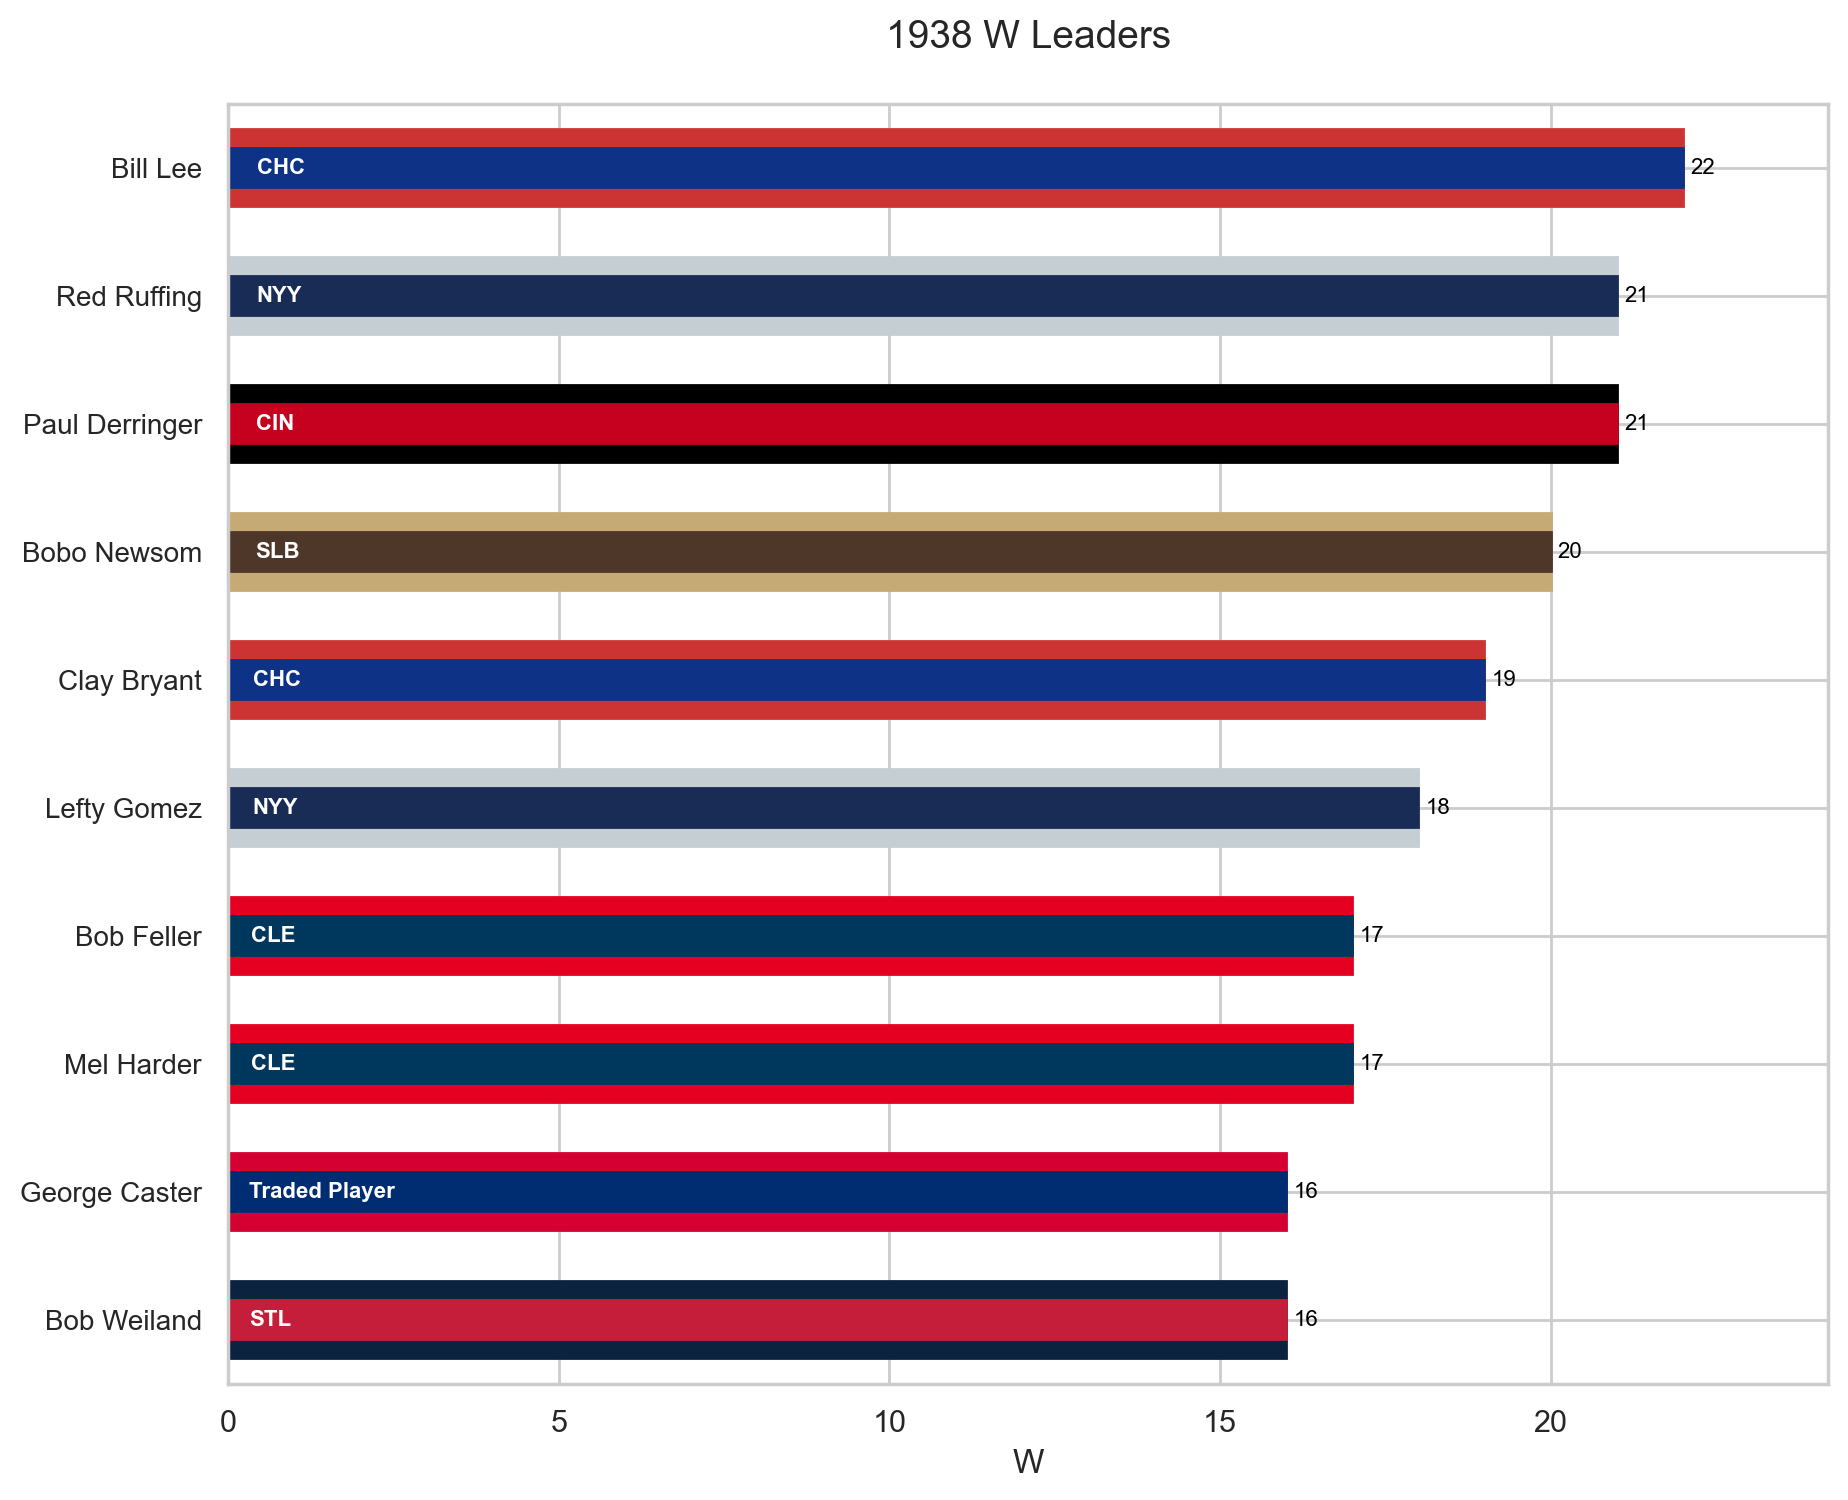 1938 W Leaders
Bill Lee CHC 22
Red Ruffing NYY 21
Paul Derringer CIN 21
Bobo Newsom SLB 20
Clay Bryant CHC 19
Lefty Gomez NYY 18
Bob Feller CLE 17
Mel Harder CLE 17
George Caster Traded Player 16
Bob Weiland STL 16
0 5 10 15 20
W